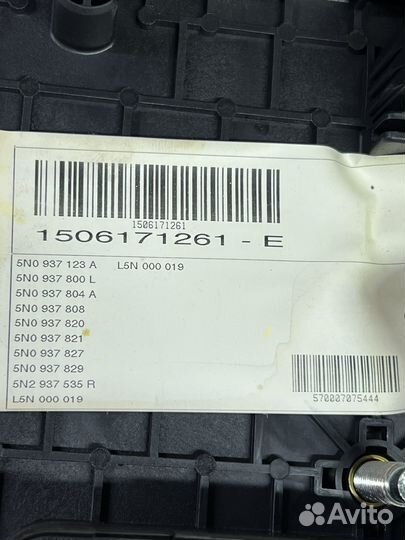 1506171261
1506171261 - E
5N0 937 123 A L5N 000 019
5N0 937 800 L
5N0 937 804 A
5N0 937 808
5N0 937 820
5N0 937 821
5N0 937 827
5N0 937 829
5N2 937 535 R
L5N 000 019
570007075444
Avito